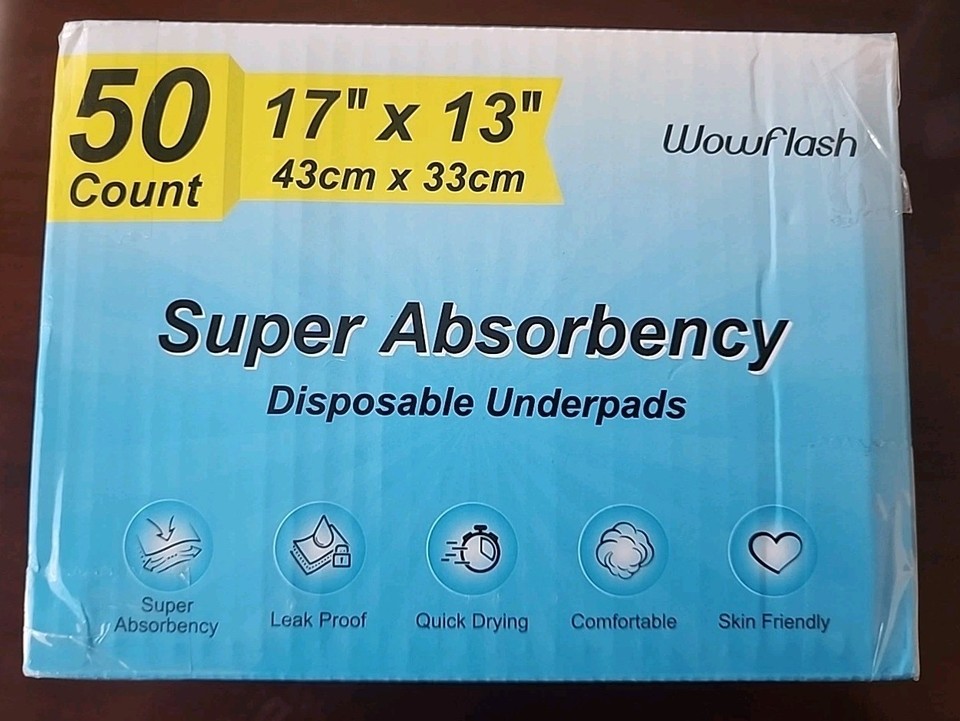 50
Count
17" x 13"
43cm x 33cm
Wowflash
Super Absorbency
Disposable Underpads
Super
Absorbency
Leak Proof
Quick Drying
Comfortable
Skin Friendly